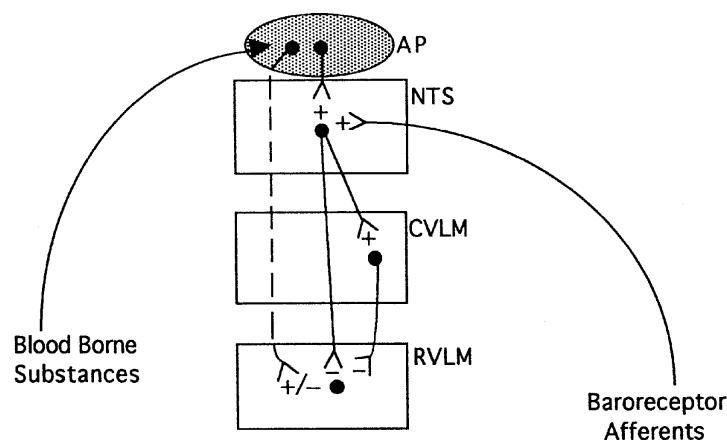 AP
NTS
+
+
CVLM
+
Blood Borne
Substances
RVLM
+/-
-
-
Baroreceptor
Afferents